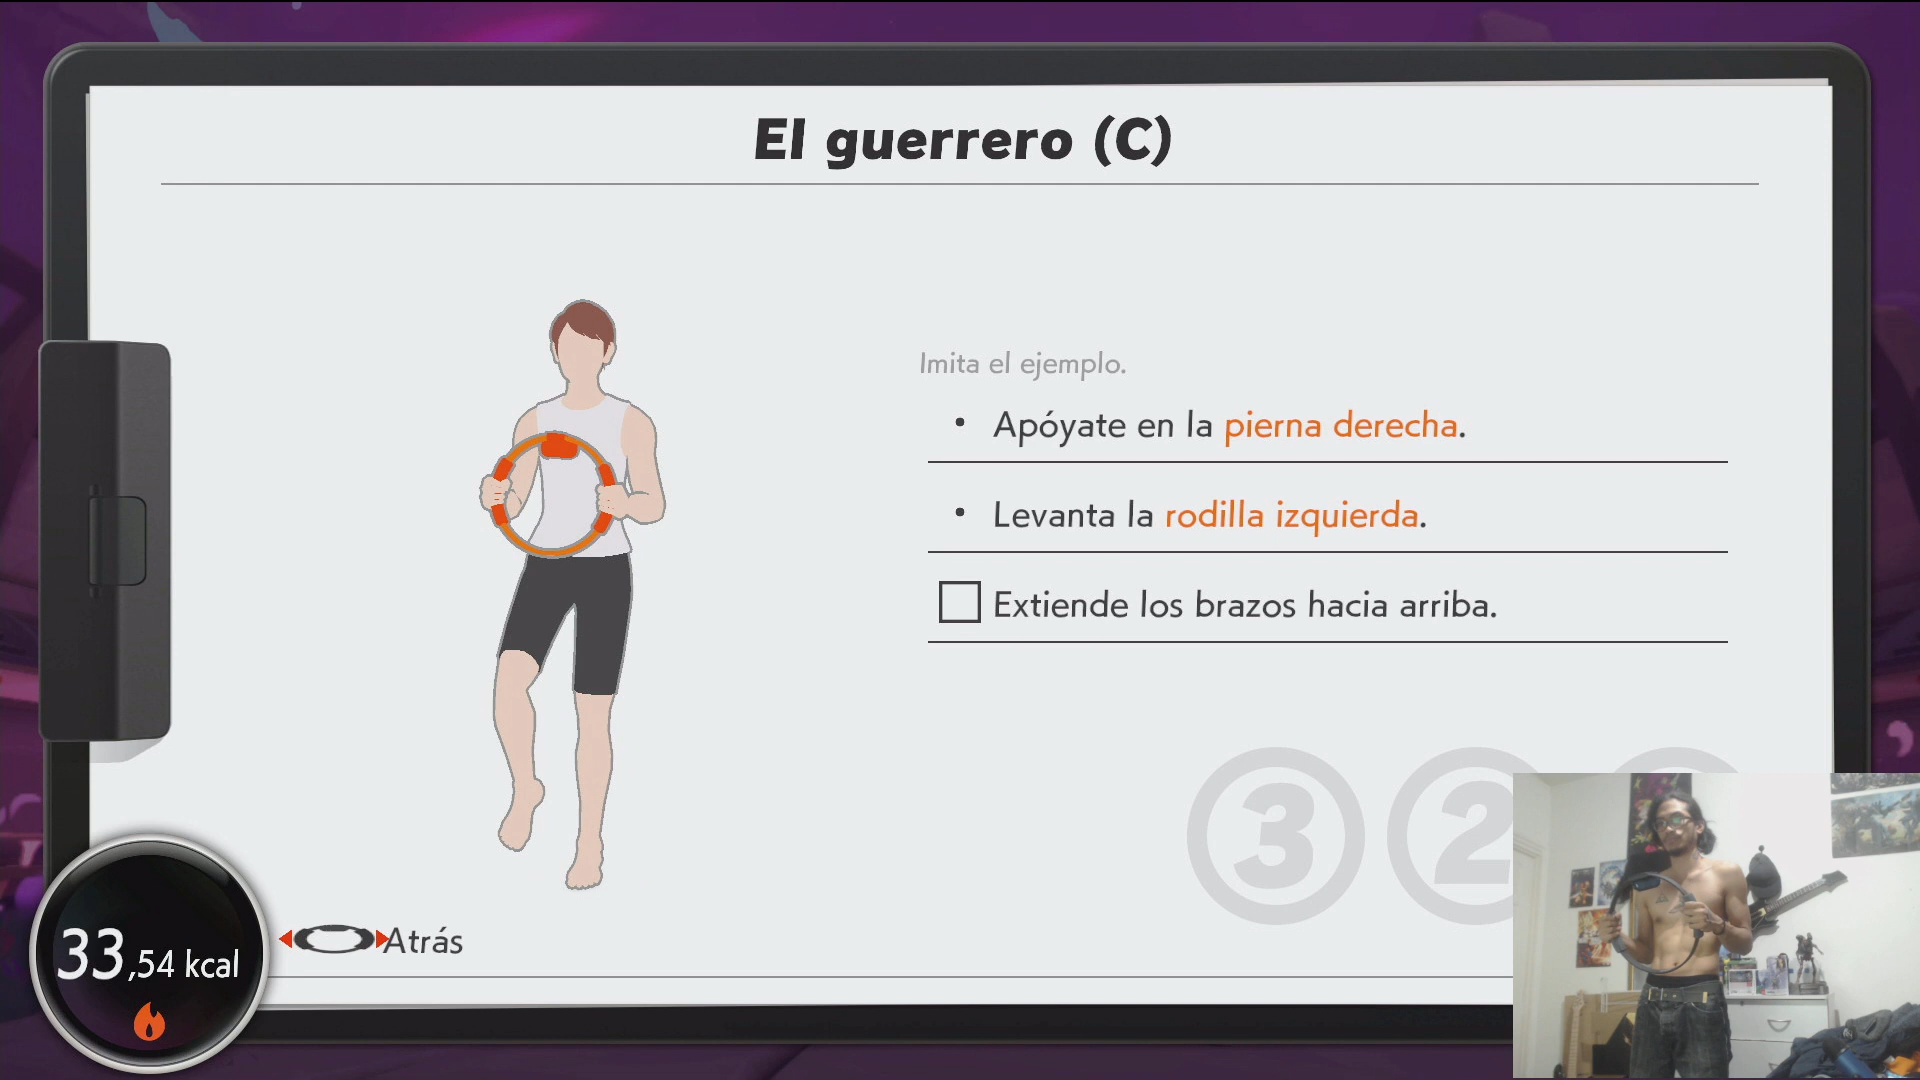 El guerrero (C)
Imita el ejemplo.
• Apóyate en la pierna derecha.
• Levanta la rodilla izquierda.
Extiende los brazos hacia arriba.
3 2
Atrás
33,54 kcal